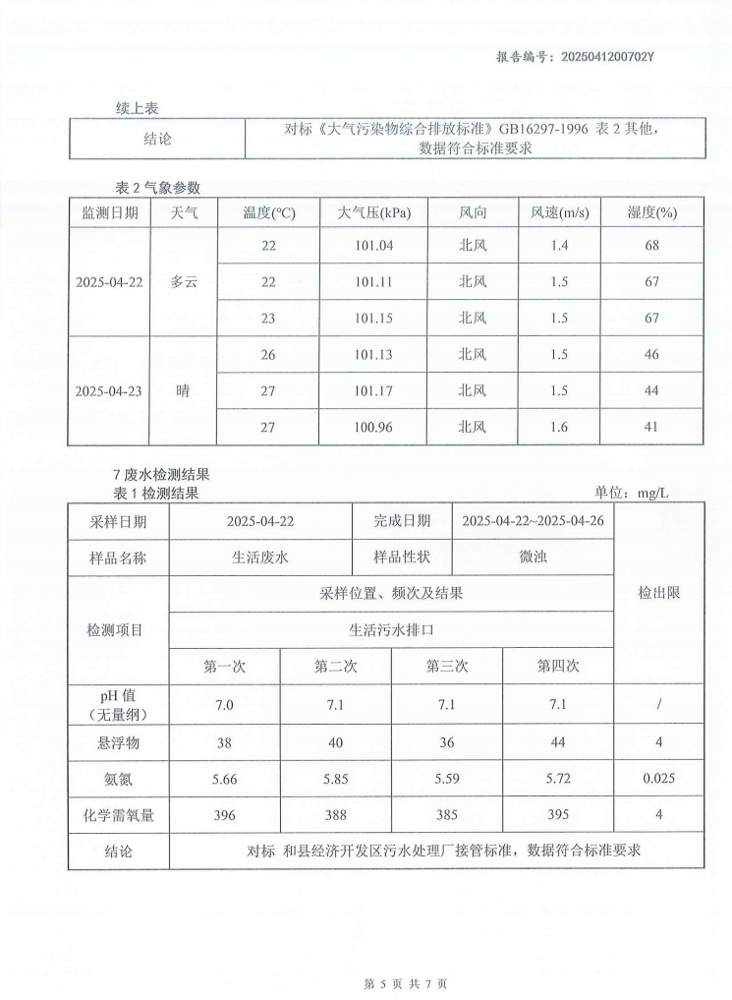 报告编号：2025041200702Y
续上表
结论 对标《大气污染物综合排放标准》GB16297-1996 表 2 其他，
数据符合标准要求
表 2 气象参数
监测日期 天气 温度(℃) 大气压(kPa) 风向 风速(m/s) 湿度(%)
22 101.04 北风 1.4 68
2025-04-22 多云 22 101.11 北风 1.5 67
23 101.15 北风 1.5 67
26 101.13 北风 1.5 46
2025-04-23 晴 27 101.17 北风 1.5 44
27 100.96 北风 1.6 41
7 废水检测结果
表 1 检测结果 单位：mg/L
采样日期 2025-04-22 完成日期 2025-04-22~2025-04-26
样品名称 生活废水 样品性状 微浊
检出限
采样位置、频次及结果
检测项目 生活污水排口
第一次 第二次 第三次 第四次
pH 值
（无量纲） 7.0 7.1 7.1 7.1 /
悬浮物 38 40 36 44 4
氨氮 5.66 5.85 5.59 5.72 0.025
化学需氧量 396 388 385 395 4
结论 对标 和县经济开发区污水处理厂接管标准，数据符合标准要求
第 5 页 共 7 页